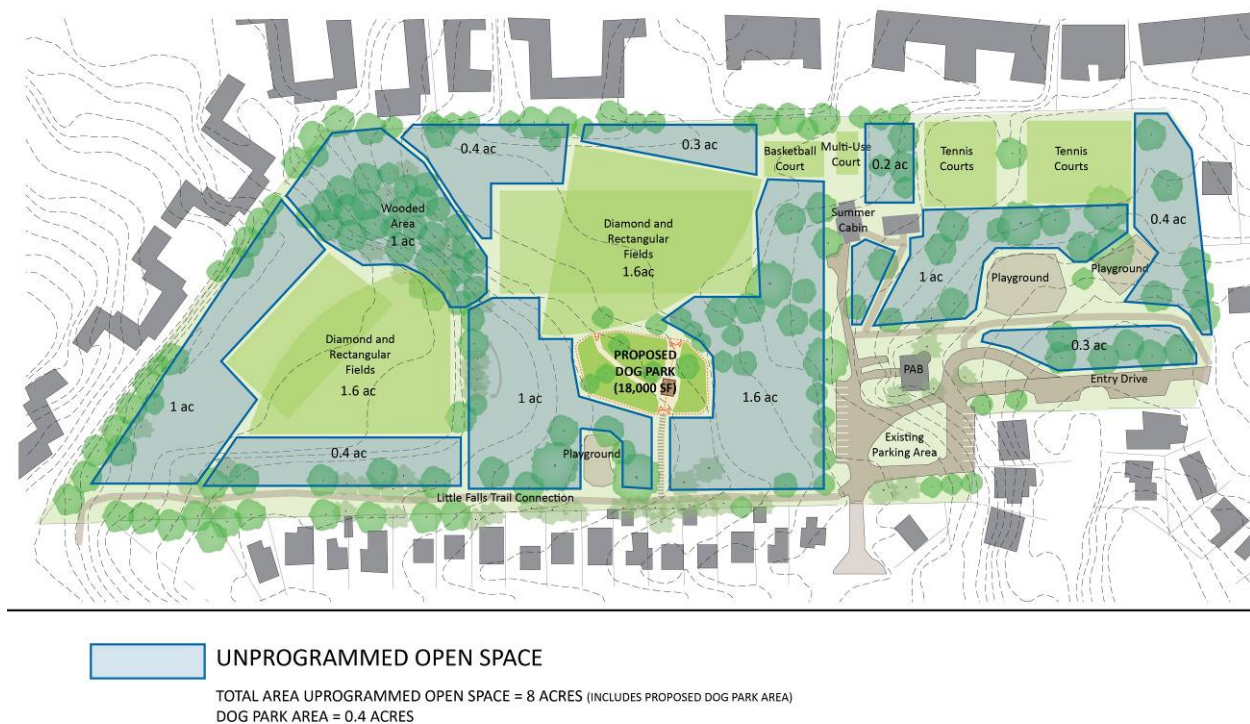 0.4 ac
0.3 ac
Basketball
Court
Multi-Use
Court
0.2 ac
Tennis
Courts
Tennis
Courts
0.4 ac
Wooded
Area
1 ac
Diamond and
Rectangular
Fields
1.6ac
Summer
Cabin
1 ac
Playground
Playground
Diamond and
Rectangular
Fields
1.6 ac
PROPOSED
DOG PARK
(18,000 SF)
0.3 ac
PAB
Entry Drive
1 ac
1 ac
1.6 ac
0.4 ac
Playground
Existing
Parking Area
Little Falls Trail Connection
UNPROGRAMMED OPEN SPACE
TOTAL AREA UPROGRAMMED OPEN SPACE = 8 ACRES (INCLUDES PROPOSED DOG PARK AREA)
DOG PARK AREA = 0.4 ACRES